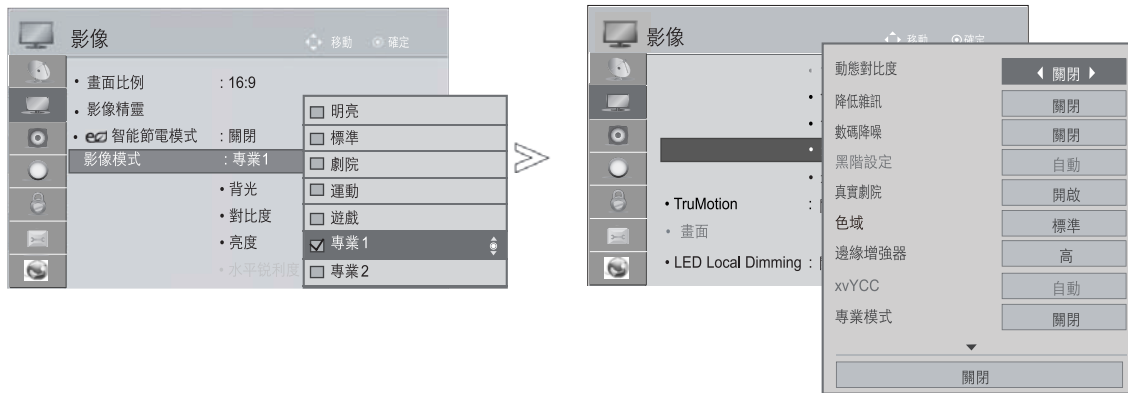 影像
移動 確定
• 畫面比例 : 16:9
• 影像精靈
• eco 智能節電模式 : 關閉
影像模式 : 專業1
• 背光
• 對比度
• 亮度
• 水平锐利度
明亮
標準
劇院
運動
遊戲
專業1
專業2
影像
移動 確定
• TruMotion :
• 畫面
• LED Local Dimming :
動態對比度 關閉
降低雜訊 關閉
數碼降噪 關閉
黑階設定 自動
真實劇院 開啟
色域 標準
邊緣增強器 高
xvYCC 自動
專業模式 關閉
關閉